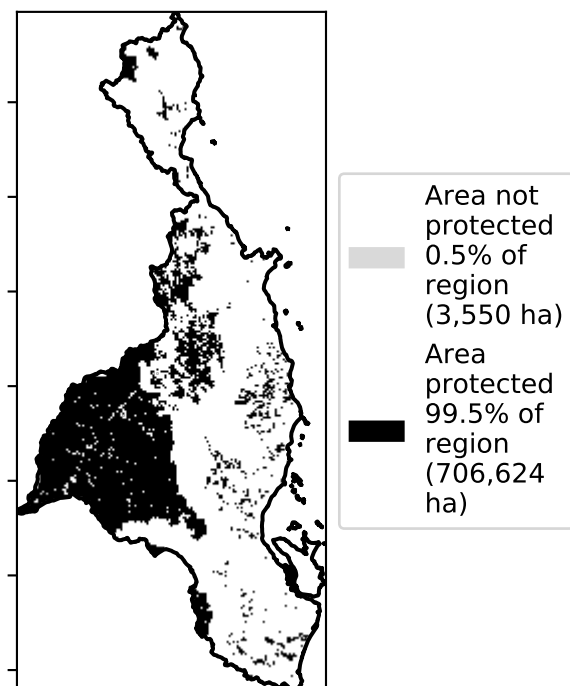 Area not
protected
0.5% of
region
(3,550 ha)
Area
protected
99.5% of
region
(706,624
ha)